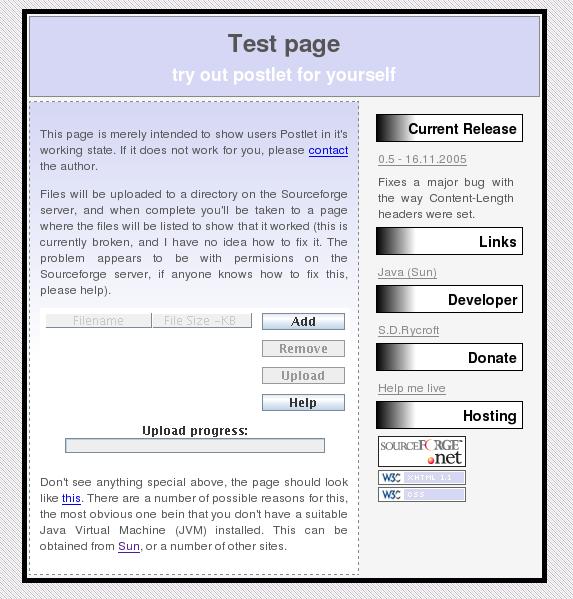 Test page
try out postlet for yourself
This page is merely intended to show users Postlet in it's
working state. If it does not work for you, please contact
the author.
Files will be uploaded to a directory on the Sourceforge
server, and when complete you'll be taken to a page
where the files will be listed to show that it worked (this is
currently broken, and I have no idea how to fix it. The
problem appears to be with permisions on the
Sourceforge server, if anyone knows how to fix this,
please help).
Filename File Size ~KB
Add
Remove
Upload
Help
Upload progress:
Don't see anything special above, the page should look
like this. There are a number of possible reasons for this,
the most obvious one bein that you don't have a suitable
Java Virtual Machine (JVM) installed. This can be
obtained from Sun, or a number of other sites.
Current Release
0.5 - 16.11.2005
Fixes a major bug with
the way Content-Length
headers were set.
Links
Java (Sun)
Developer
S.D.Rycroft
Donate
Help me live
Hosting
SOURCEFORGE
.net
W3C XHTML 1.1
W3C CSS